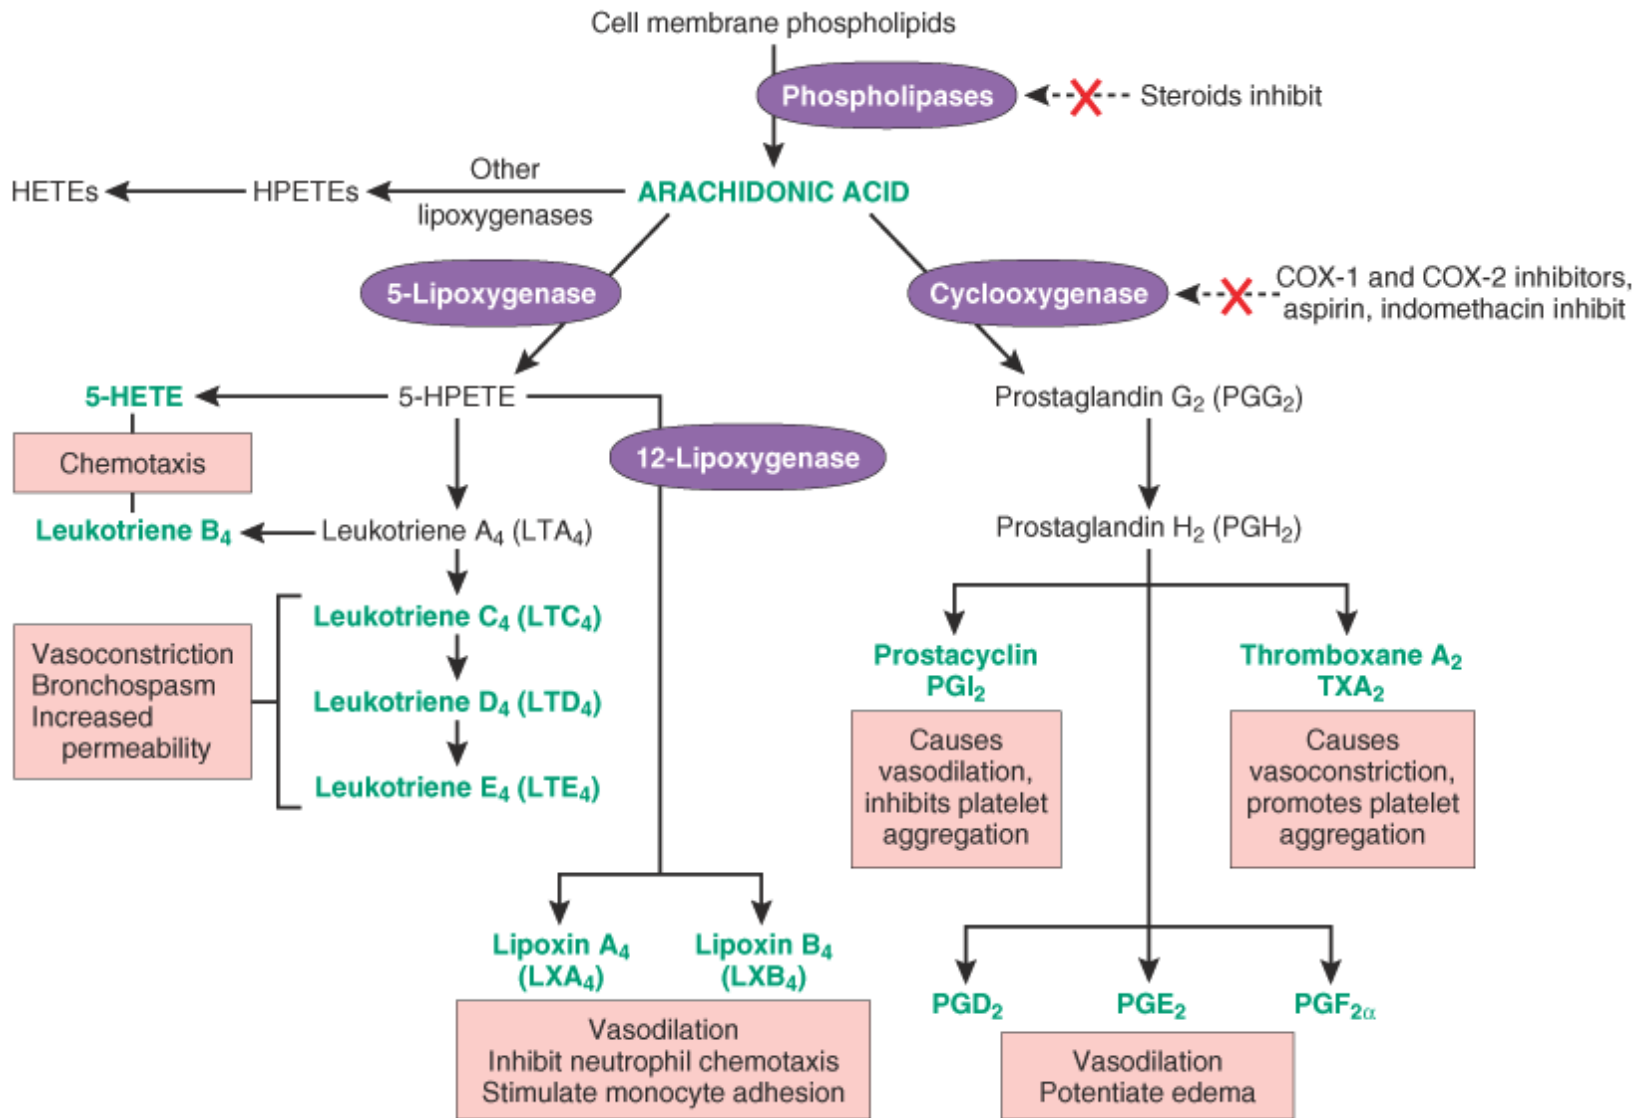 Cell membrane phospholipids
Phospholipases
Steroids inhibit
HETEs
HPETEs
Other
lipoxygenases
ARACHIDONIC ACID
5-Lipoxygenase
Cyclooxygenase
COX-1 and COX-2 inhibitors,
aspirin, indomethacin inhibit
5-HETE
5-HPETE
Prostaglandin G₂ (PGG₂)
Chemotaxis
12-Lipoxygenase
Leukotriene B₄
Leukotriene A₄ (LTA₄)
Prostaglandin H₂ (PGH₂)
Vasoconstriction
Bronchospasm
Increased
permeability
Leukotriene C₄ (LTC₄)
Leukotriene D₄ (LTD₄)
Leukotriene E₄ (LTE₄)
Prostacyclin
PGI₂
Causes
vasodilation,
inhibits platelet
aggregation
Thromboxane A₂
TXA₂
Causes
vasoconstriction,
promotes platelet
aggregation
Lipoxin A₄
(LXA₄)
Lipoxin B₄
(LXB₄)
Vasodilation
Inhibit neutrophil chemotaxis
Stimulate monocyte adhesion
PGD₂
PGE₂
PGF₂α
Vasodilation
Potentiate edema